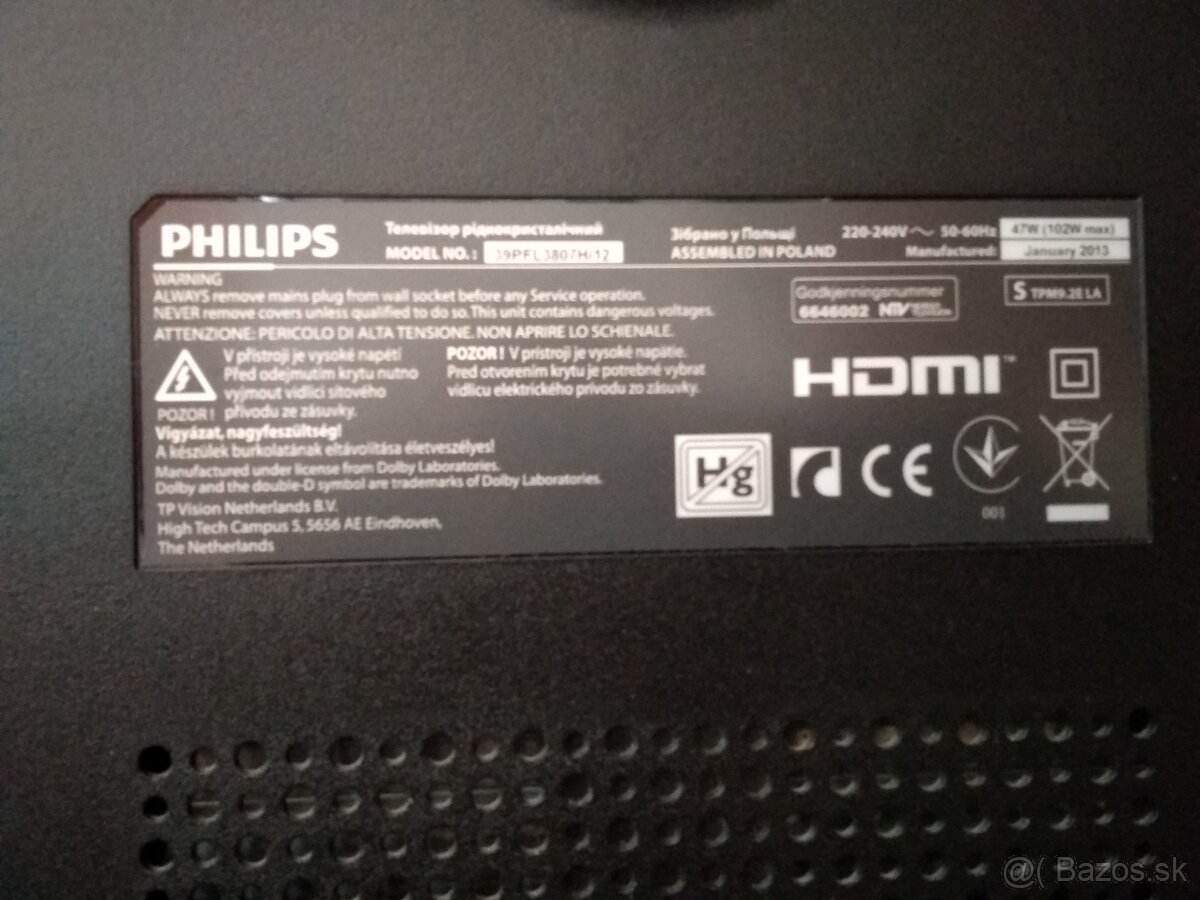 PHILIPS
Телевізор рідкокристалічний
MODEL NO.: 39PFL3807H/12
Зібрано у Польщі
ASSEMBLED IN POLAND
220-240V ~ 50-60Hz
47W (102W max)
Manufactured: January 2013
WARNING
ALWAYS remove mains plug from wall socket before any Service operation.
NEVER remove covers unless qualified to do so. This unit contains dangerous voltages.
ATTENZIONE: PERICOLO DI ALTA TENSIONE. NON APRIRE LO SCHIENALE.
Godkjenningsnummer
6646002
S TPM9.2E LA
V přístroji je vysoké napětí
Před odejmutím krytu nutno
vyjmout vidlici síťového
POZOR! přívodu ze zásuvky.
POZOR! V prístroji je vysoké napätie.
Pred otvorením krytu je potrebné vybrat
vidlicu elektrického prívodu zo zásuvky.
HDMI™
Vigyázat, nagyfeszültség!
A készülék burkolatának eltávolítása életveszélyes!
Manufactured under license from Dolby Laboratories.
Dolby and the double-D symbol are trademarks of Dolby Laboratories.
TP Vision Netherlands B.V.
High Tech Campus 5, 5656 AE Eindhoven,
The Netherlands
Hg
CE
001
@( Bazos.sk